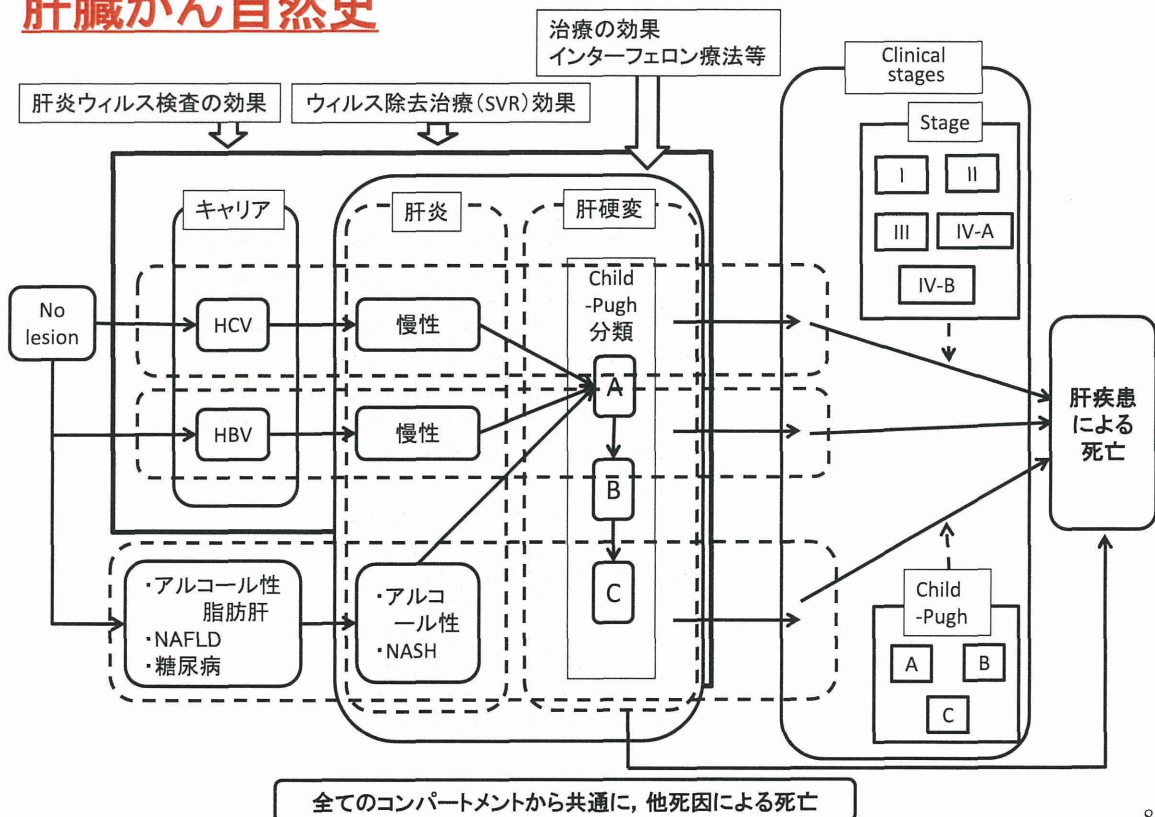 肝臓がん自然史
治療の効果
インターフェロン療法等
肝炎ウィルス検査の効果
ウィルス除去治療(SVR)効果
Clinical
stages
Stage
I
II
III
IV-A
IV-B
キャリア
肝炎
肝硬変
Child
-Pugh
分類
No
lesion
HCV
慢性
A
HBV
慢性
B
C
肝疾患
による
死亡
・アルコール性
脂肪肝
・NAFLD
・糖尿病
・アルコ
ール性
・NASH
Child
-Pugh
A
B
C
全てのコンパートメントから共通に，他死因による死亡
8